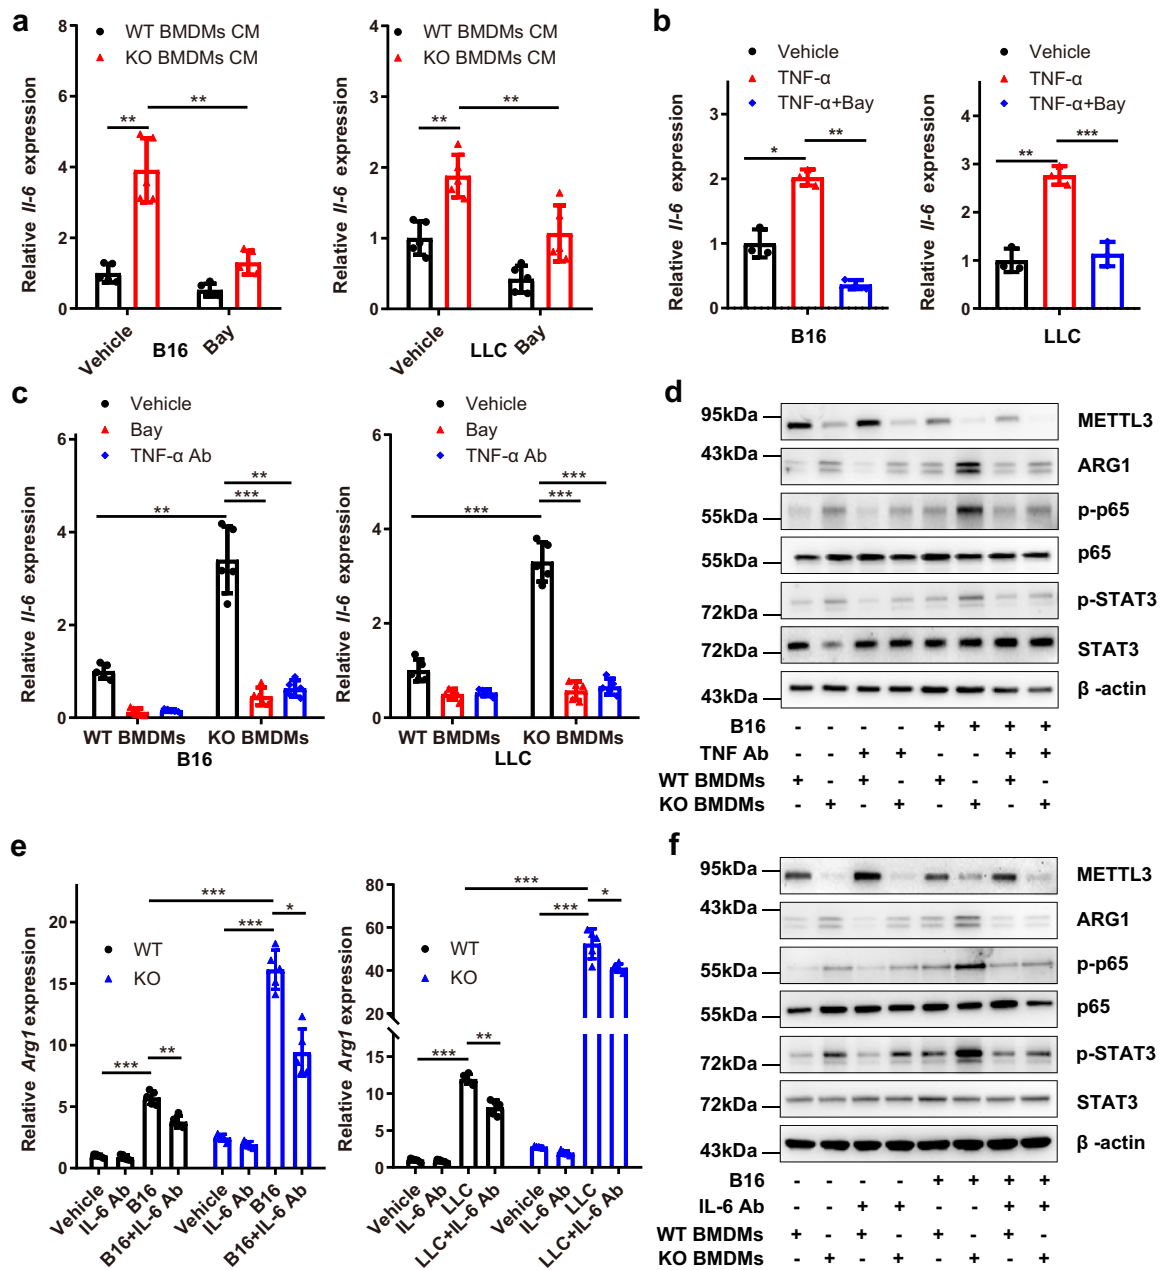 a
WT BMDMs CM
KO BMDMs CM
Relative Il-6 expression
8
6
4
2
0
**
**
Vehicle
Bay
B16
WT BMDMs CM
KO BMDMs CM
Relative Il-6 expression
4
3
2
1
0
**
**
Vehicle
Bay
LLC
b
Vehicle
TNF-α
TNF-α+Bay
Relative Il-6 expression
3
2
1
0
*
**
B16
Vehicle
TNF-α
TNF-α+Bay
Relative Il-6 expression
4
3
2
1
0
**
***
LLC
c
Vehicle
Bay
TNF-α Ab
Relative Il-6 expression
6
4
2
0
**
***
**
WT BMDMs KO BMDMs
B16
Relative Il-6 expression
6
4
2
0
***
***
***
WT BMDMs KO BMDMs
LLC
d
95kDa METTL3
43kDa ARG1
55kDa p-p65
55kDa p65
72kDa p-STAT3
72kDa STAT3
43kDa β -actin
B16 - - - - + + + +
TNF Ab - - + + - - + +
WT BMDMs + - + - + - + -
KO BMDMs - + - + - + - +
e
WT
KO
Relative Arg1 expression
20
15
10
5
0
***
**
***
***
*
Vehicle
IL-6 Ab
B16
B16+IL-6 Ab
Vehicle
IL-6 Ab
B16
B16+IL-6 Ab
WT
KO
Relative Arg1 expression
80
60
40
20
15
10
5
0
***
**
***
***
*
Vehicle
IL-6 Ab
LLC
LLC+IL-6 Ab
Vehicle
IL-6 Ab
LLC
LLC+IL-6 Ab
f
95kDa METTL3
43kDa ARG1
55kDa p-p65
55kDa p65
72kDa p-STAT3
72kDa STAT3
43kDa β -actin
B16 - - - - + + + +
IL-6 Ab - - + + - - + +
WT BMDMs + - + - + - + -
KO BMDMs - + - + - + - +